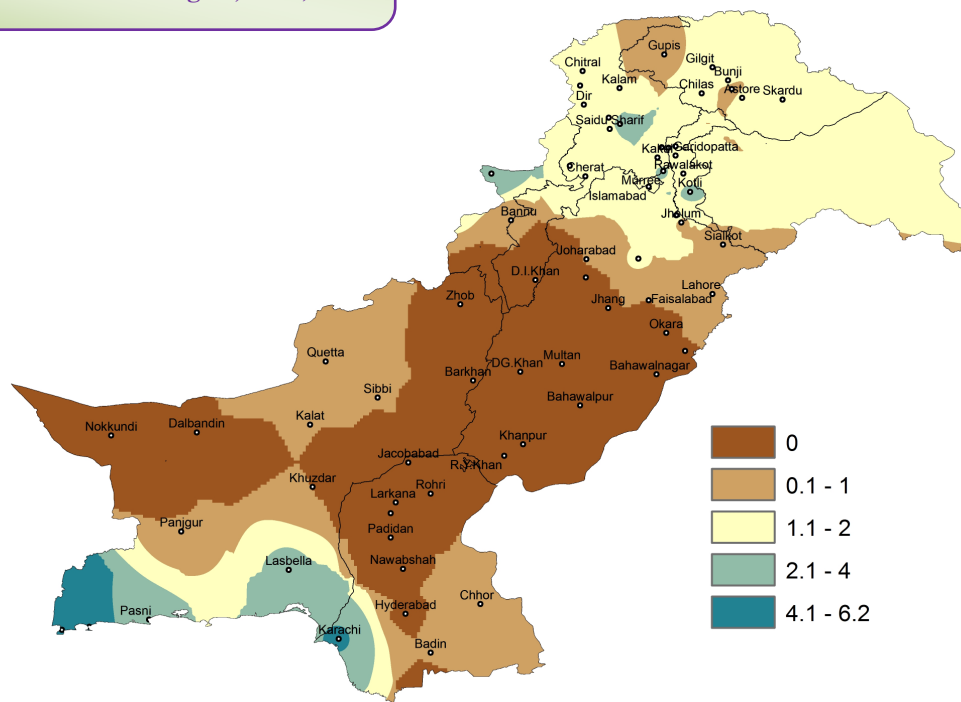 Gupis
Gilgit
Chitral
Bunji
Kalam
Chilas
Astore
Skardu
Dir
Saidu Sharif
Garidopatta
Cherat
Rawalakot
Murree
Kotli
Islamabad
Bannu
Jhelum
Sialkot
Joharabad
D.I.Khan
Lahore
Zhob
Jhang
Faisalabad
Okara
Quetta
Multan
DG.Khan
Barkhan
Bahawalnagar
Sibbi
Bahawalpur
Kalat
Nokkundi
Dalbandin
Khanpur
0
Jacobabad
R.Y.Khan
Khuzdar
Rohri
0.1 - 1
Larkana
Panjgur
Padidan
1.1 - 2
Nawabshah
Lasbella
2.1 - 4
Chhor
Hyderabad
Pasni
4.1 - 6.2
Karachi
Badin